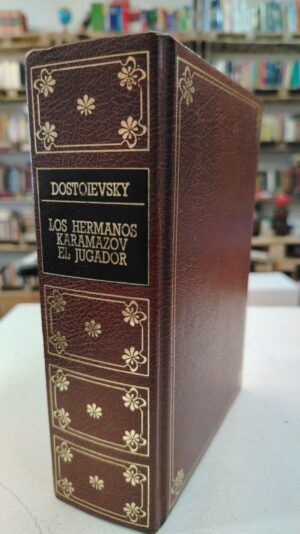 DOSTOIEVSKY
LOS HERMANOS
KARAMAZOV
EL JUGADOR